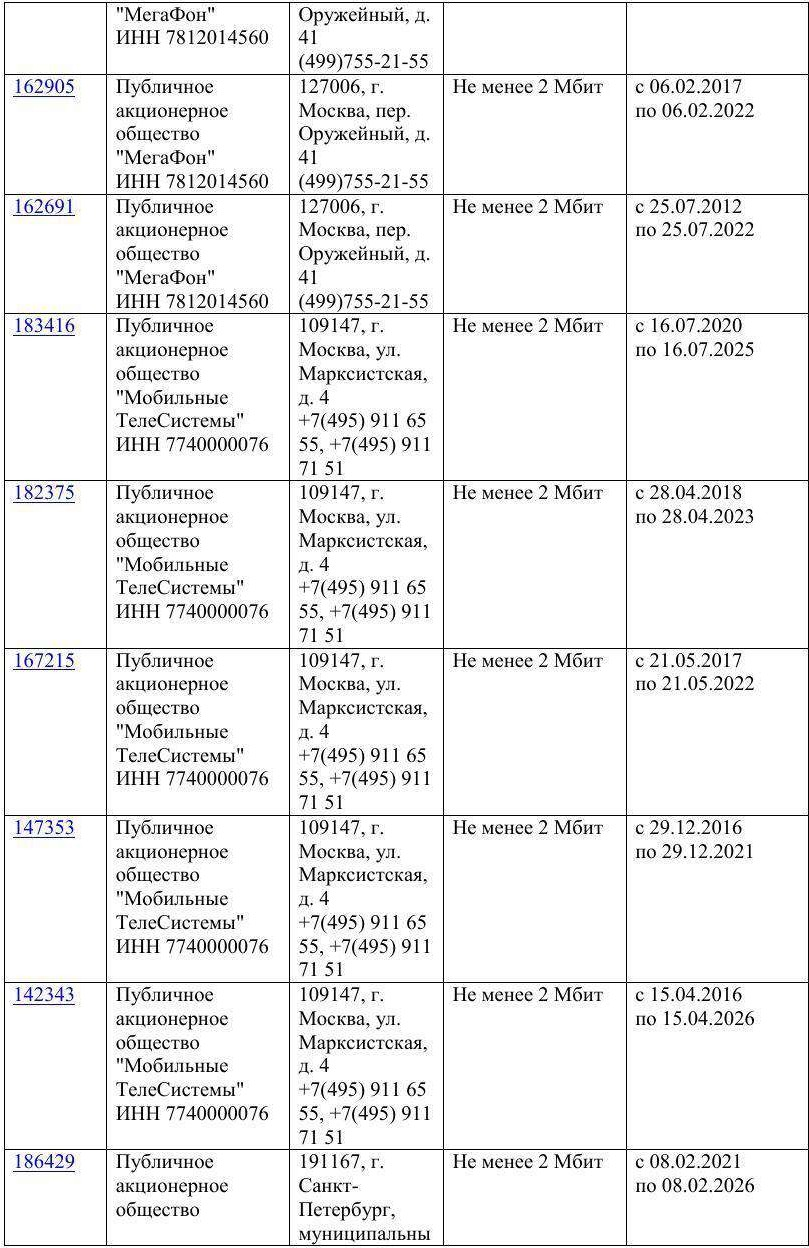 "МегаФон"
ИНН 7812014560
Оружейный, д.
41
(499)755-21-55
162905
Публичное
акционерное
общество
"МегаФон"
ИНН 7812014560
127006, г.
Москва, пер.
Оружейный, д.
41
(499)755-21-55
Не менее 2 Мбит
с 06.02.2017
по 06.02.2022
162691
Публичное
акционерное
общество
"МегаФон"
ИНН 7812014560
127006, г.
Москва, пер.
Оружейный, д.
41
(499)755-21-55
Не менее 2 Мбит
с 25.07.2012
по 25.07.2022
183416
Публичное
акционерное
общество
"Мобильные
ТелеСистемы"
ИНН 7740000076
109147, г.
Москва, ул.
Марксистская,
д. 4
+7(495) 911 65
55, +7(495) 911
71 51
Не менее 2 Мбит
с 16.07.2020
по 16.07.2025
182375
Публичное
акционерное
общество
"Мобильные
ТелеСистемы"
ИНН 7740000076
109147, г.
Москва, ул.
Марксистская,
д. 4
+7(495) 911 65
55, +7(495) 911
71 51
Не менее 2 Мбит
с 28.04.2018
по 28.04.2023
167215
Публичное
акционерное
общество
"Мобильные
ТелеСистемы"
ИНН 7740000076
109147, г.
Москва, ул.
Марксистская,
д. 4
+7(495) 911 65
55, +7(495) 911
71 51
Не менее 2 Мбит
с 21.05.2017
по 21.05.2022
147353
Публичное
акционерное
общество
"Мобильные
ТелеСистемы"
ИНН 7740000076
109147, г.
Москва, ул.
Марксистская,
д. 4
+7(495) 911 65
55, +7(495) 911
71 51
Не менее 2 Мбит
с 29.12.2016
по 29.12.2021
142343
Публичное
акционерное
общество
"Мобильные
ТелеСистемы"
ИНН 7740000076
109147, г.
Москва, ул.
Марксистская,
д. 4
+7(495) 911 65
55, +7(495) 911
71 51
Не менее 2 Мбит
с 15.04.2016
по 15.04.2026
186429
Публичное
акционерное
общество
191167, г.
Санкт-
Петербург,
муниципальны
Не менее 2 Мбит
с 08.02.2021
по 08.02.2026